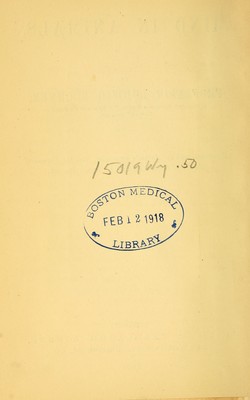 15019 Wy .50
BOSTON MEDICAL
FEB 12 1918
LIBRARY